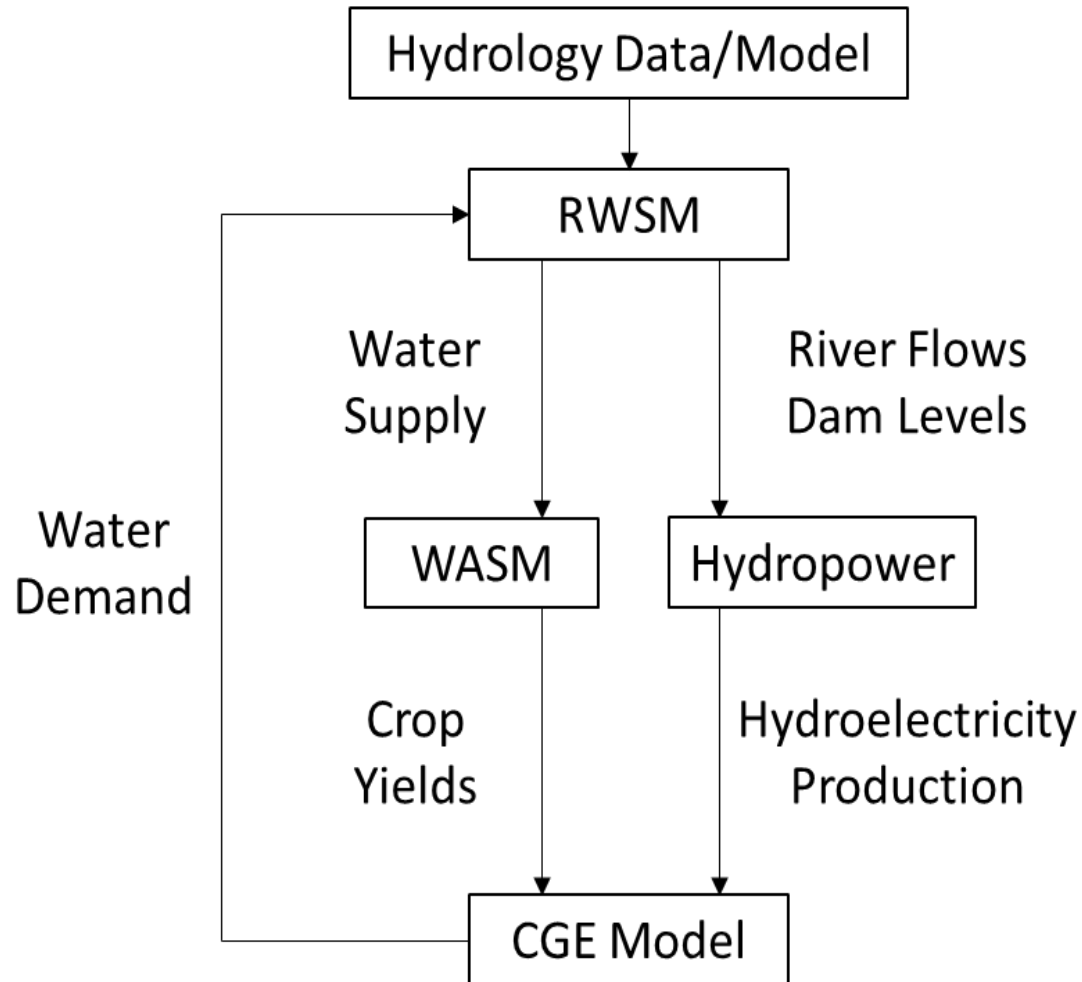 Hydrology Data/Model
RWSM
Water
Supply
River Flows
Dam Levels
Water
Demand
WASM
Hydropower
Crop
Yields
Hydroelectricity
Production
CGE Model